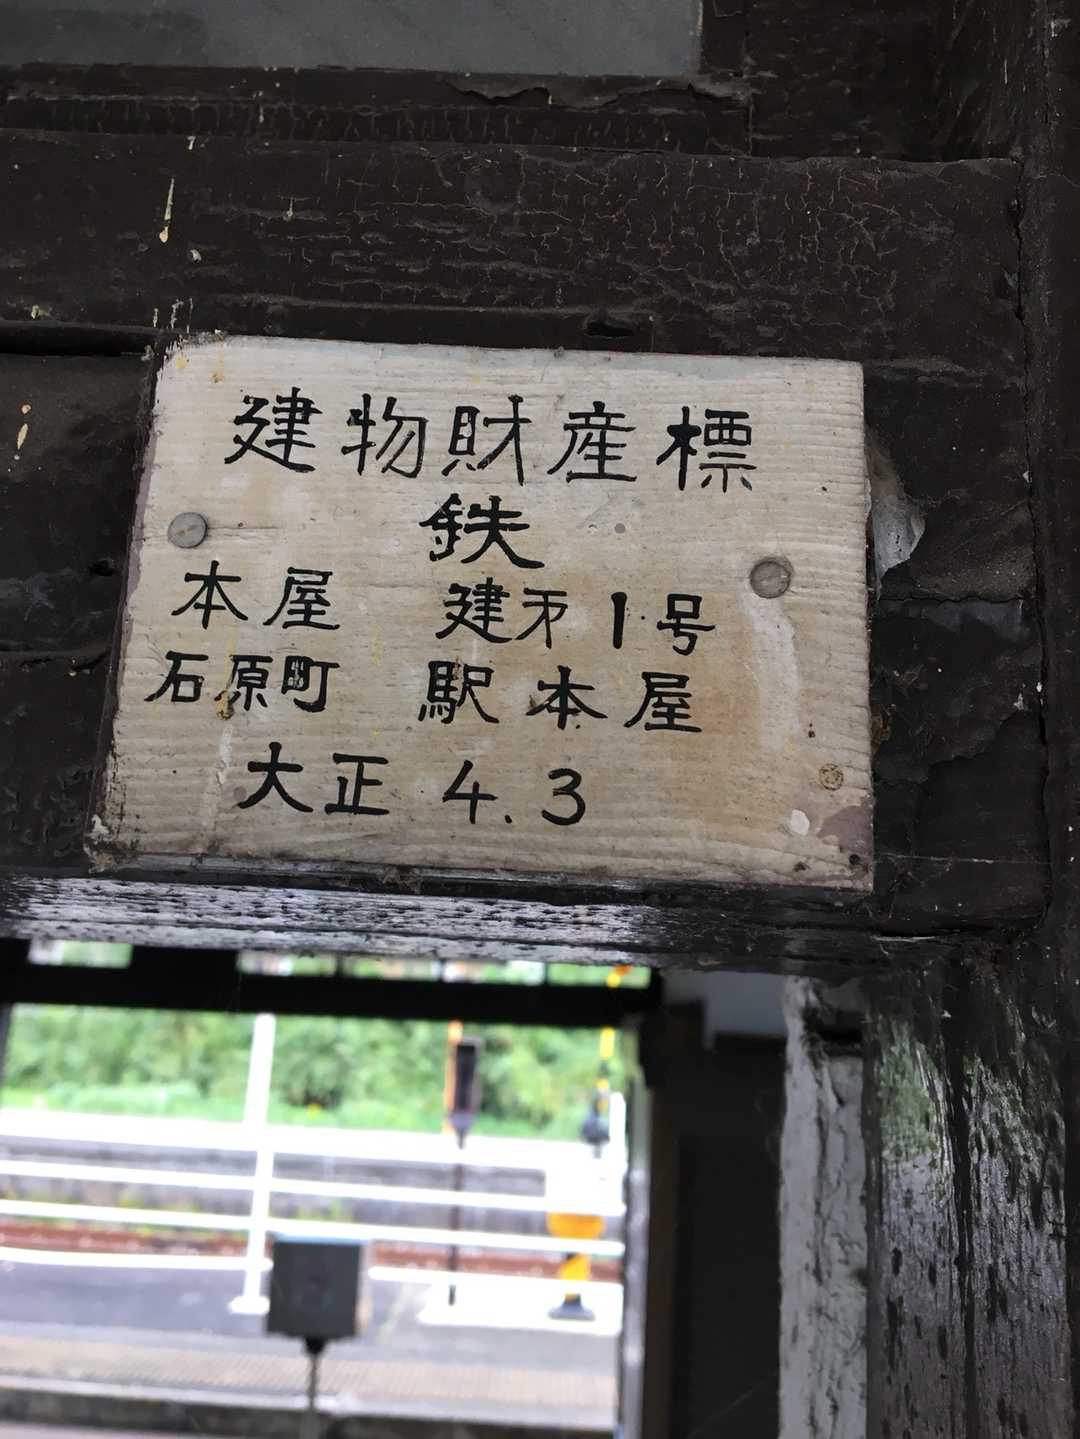 建物財産標
鉄
本屋 建㐧1号
石原町 駅本屋
大正 4.3